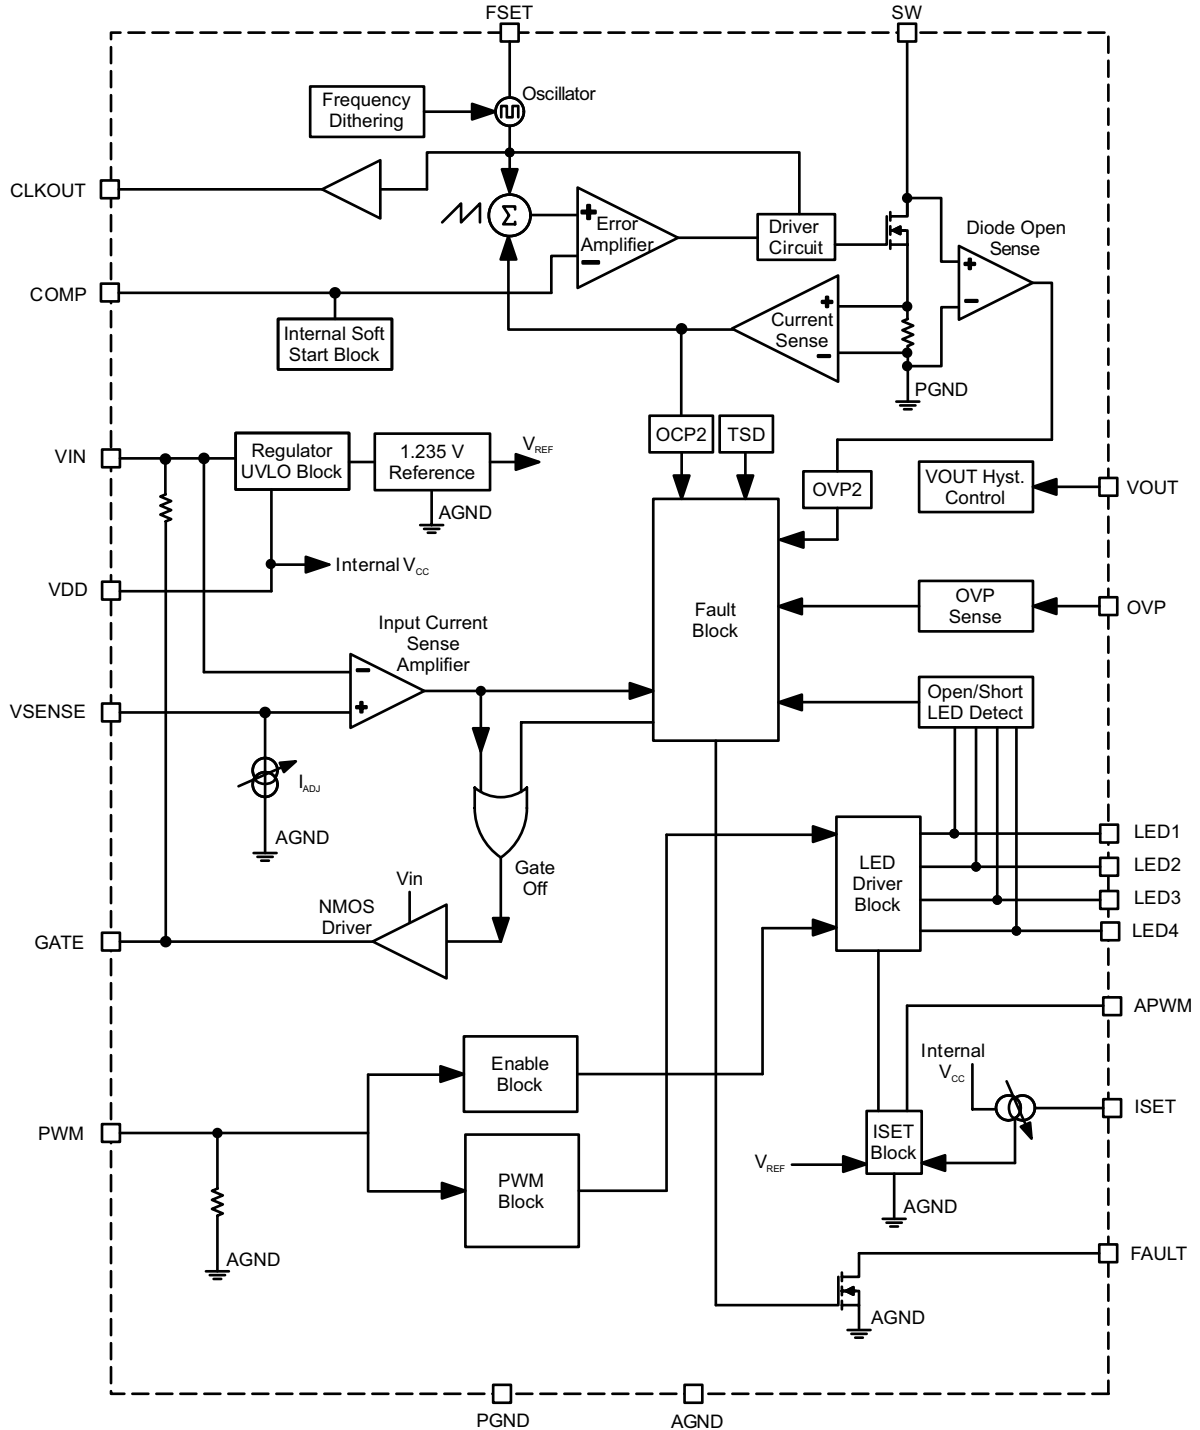 FSET
SW
Frequency
Dithering
Oscillator
CLKOUT
Σ
+
Error
Amplifier
−
Driver
Circuit
Diode Open
Sense
+
−
COMP
Internal Soft
Start Block
+
Current
Sense
−
PGND
OCP2
TSD
VIN
Regulator
UVLO Block
1.235 V
Reference
VREF
AGND
OVP2
VOUT Hyst.
Control
VOUT
Internal VCC
VDD
Fault
Block
OVP
Sense
OVP
Input Current
Sense
Amplifier
−
+
VSENSE
Open/Short
LED Detect
IADJ
AGND
LED
Driver
Block
LED1
LED2
LED3
LED4
Gate
Off
Vin
NMOS
Driver
GATE
APWM
Enable
Block
Internal
VCC
ISET
PWM
ISET
Block
VREF
PWM
Block
AGND
AGND
FAULT
AGND
PGND
AGND